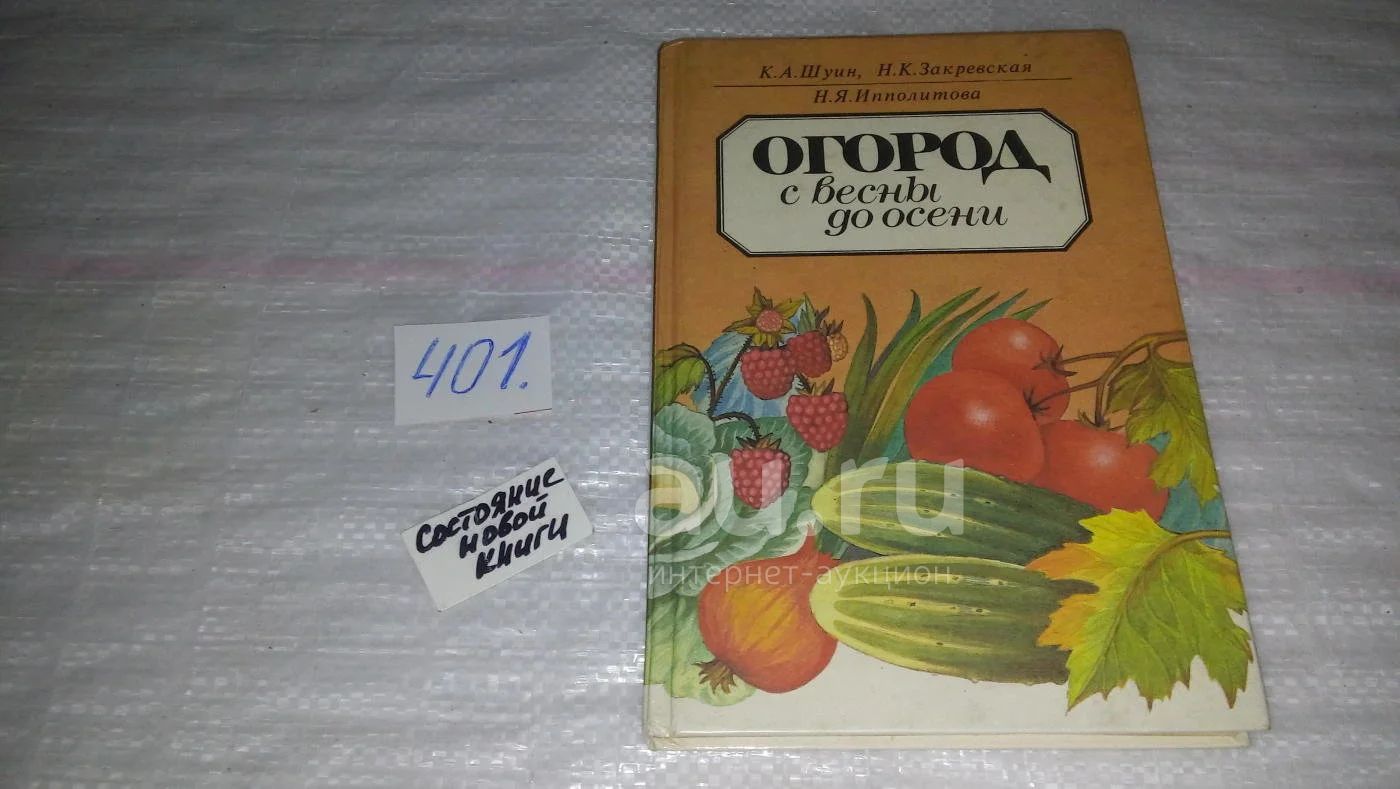 К.А.Шуин, Н.К.Закревская
Н.Я.Ипполитова
ОГОРОД
с весны
до осени
401.
СОСТОЯНИЕ
НОВОЙ
КНИГИ
au.ru
интернет-аукцион